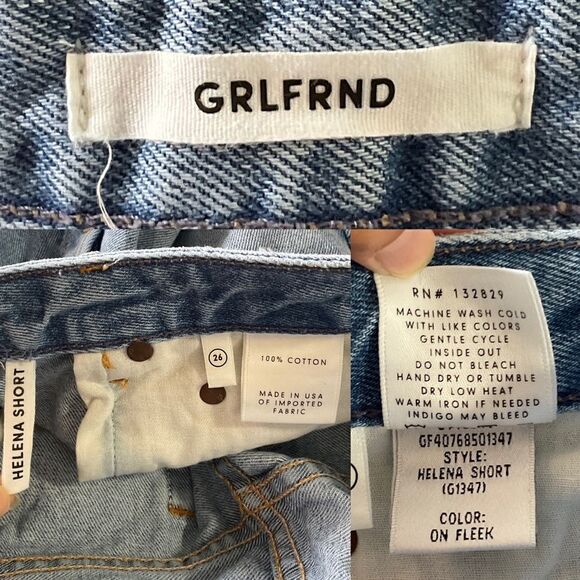 GRLFRND
HELENA SHORT
26
100% COTTON
MADE IN USA
OF IMPORTED
FABRIC
RN# 132829
MACHINE WASH COLD
WITH LIKE COLORS
GENTLE CYCLE
INSIDE OUT
DO NOT BLEACH
HAND DRY OR TUMBLE
DRY LOW HEAT
WARM IRON IF NEEDED
INDIGO MAY BLEED
GF40768501347
STYLE:
HELENA SHORT
(G1347)
COLOR:
ON FLEEK